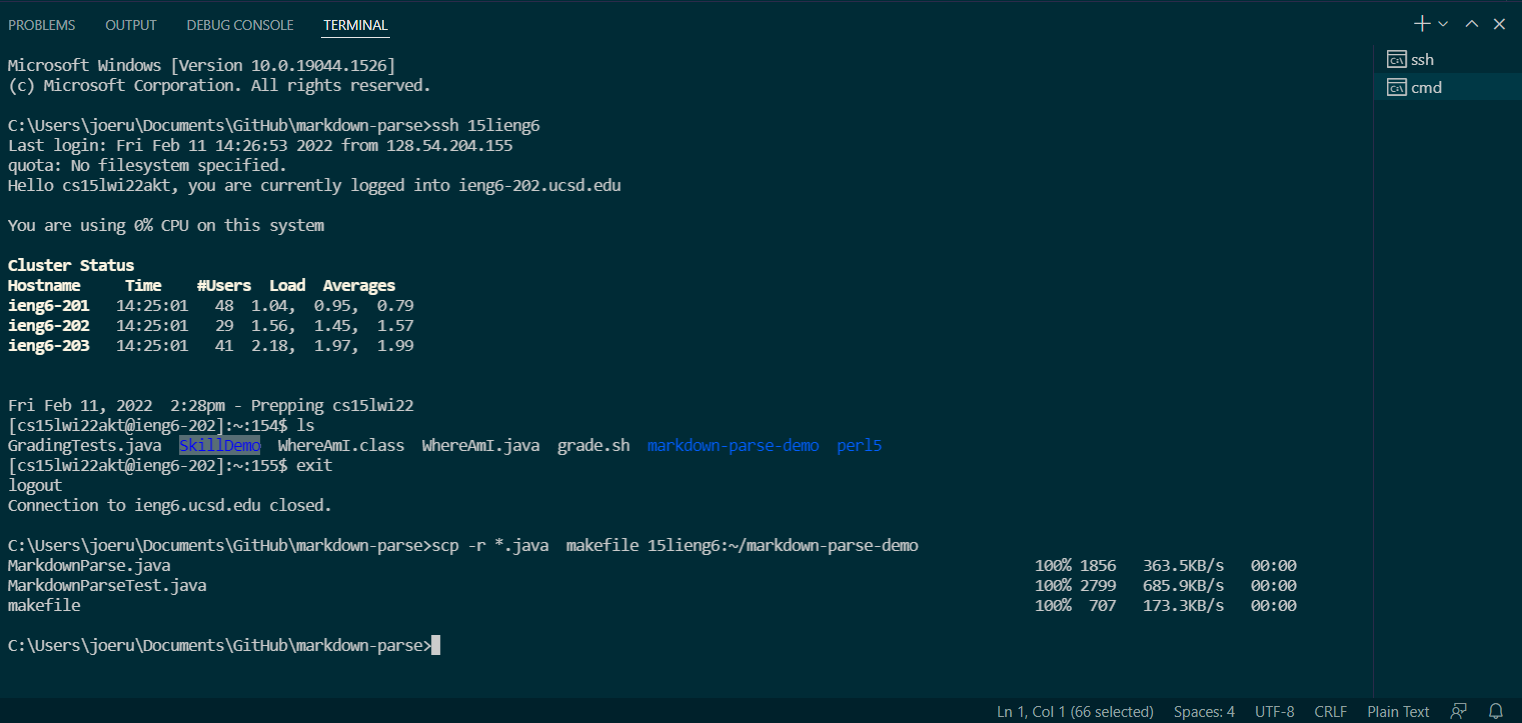 PROBLEMS OUTPUT DEBUG CONSOLE TERMINAL
Microsoft Windows [Version 10.0.19044.1526]
(c) Microsoft Corporation. All rights reserved.
C:\Users\joeru\Documents\GitHub\markdown-parse>ssh 15lieng6
Last login: Fri Feb 11 14:26:53 2022 from 128.54.204.155
quota: No filesystem specified.
Hello cs15lwi22akt, you are currently logged into ieng6-202.ucsd.edu
You are using 0% CPU on this system
Cluster Status
Hostname Time #Users Load Averages
ieng6-201 14:25:01 48 1.04, 0.95, 0.79
ieng6-202 14:25:01 29 1.56, 1.45, 1.57
ieng6-203 14:25:01 41 2.18, 1.97, 1.99
Fri Feb 11, 2022 2:28pm - Prepping cs15lwi22
[cs15lwi22akt@ieng6-202]:~:154$ ls
GradingTests.java SkillDemo WhereAmI.class WhereAmI.java grade.sh markdown-parse-demo perl5
[cs15lwi22akt@ieng6-202]:~:155$ exit
logout
Connection to ieng6.ucsd.edu closed.
C:\Users\joeru\Documents\GitHub\markdown-parse>scp -r *.java makefile 15lieng6:~/markdown-parse-demo
MarkdownParse.java 100% 1856 363.5KB/s 00:00
MarkdownParseTest.java 100% 2799 685.9KB/s 00:00
makefile 100% 707 173.3KB/s 00:00
C:\Users\joeru\Documents\GitHub\markdown-parse>
ssh
cmd
Ln 1, Col 1 (66 selected) Spaces: 4 UTF-8 CRLF Plain Text